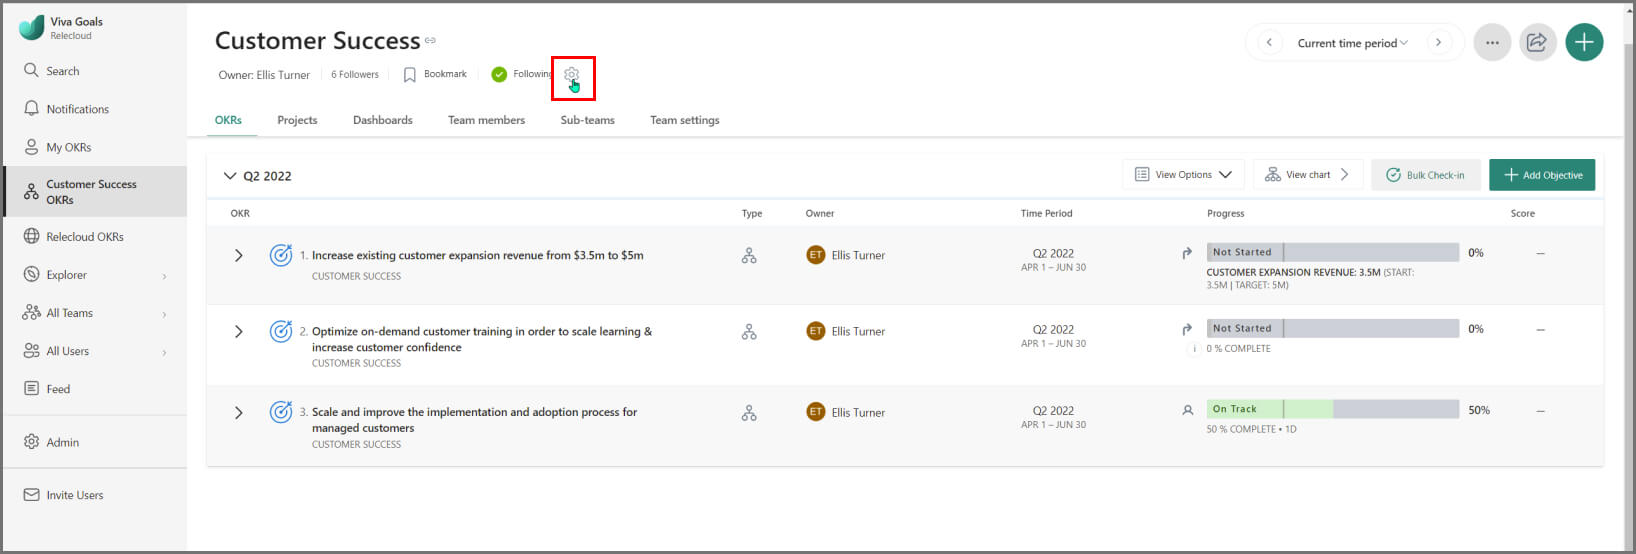 Viva Goals
Relecloud
Search
Notifications
My OKRs
Customer Success
OKRs
Relecloud OKRs
Explorer
All Teams
All Users
Feed
Admin
Invite Users
Customer Success
Current time period
Owner: Ellis Turner
6 Followers
Bookmark
Following
OKRs
Projects
Dashboards
Team members
Sub-teams
Team settings
Q2 2022
View Options
View chart
Bulk Check-in
Add Objective
OKR
Type
Owner
Time Period
Progress
Score
1. Increase existing customer expansion revenue from $3.5m to $5m
CUSTOMER SUCCESS
ET Ellis Turner
Q2 2022
APR 1 – JUN 30
Not Started
0%
—
CUSTOMER EXPANSION REVENUE: 3.5M (START:
3.5M | TARGET: 5M)
2. Optimize on-demand customer training in order to scale learning &
increase customer confidence
CUSTOMER SUCCESS
ET Ellis Turner
Q2 2022
APR 1 – JUN 30
Not Started
0%
—
i 0 % COMPLETE
3. Scale and improve the implementation and adoption process for
managed customers
CUSTOMER SUCCESS
ET Ellis Turner
Q2 2022
APR 1 – JUN 30
On Track
50%
—
50 % COMPLETE • 1D